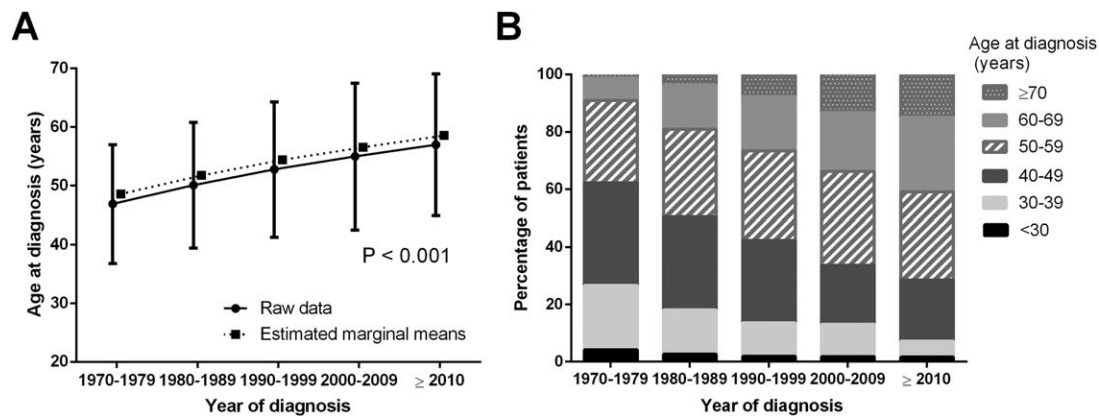 A
Age at diagnosis (years)
70
60
50
40
30
20
P < 0.001
Raw data
Estimated marginal means
1970-1979 1980-1989 1990-1999 2000-2009 ≥ 2010
Year of diagnosis
B
Percentage of patients
100
80
60
40
20
0
1970-1979 1980-1989 1990-1999 2000-2009 ≥ 2010
Year of diagnosis
Age at diagnosis
(years)
≥70
60-69
50-59
40-49
30-39
<30